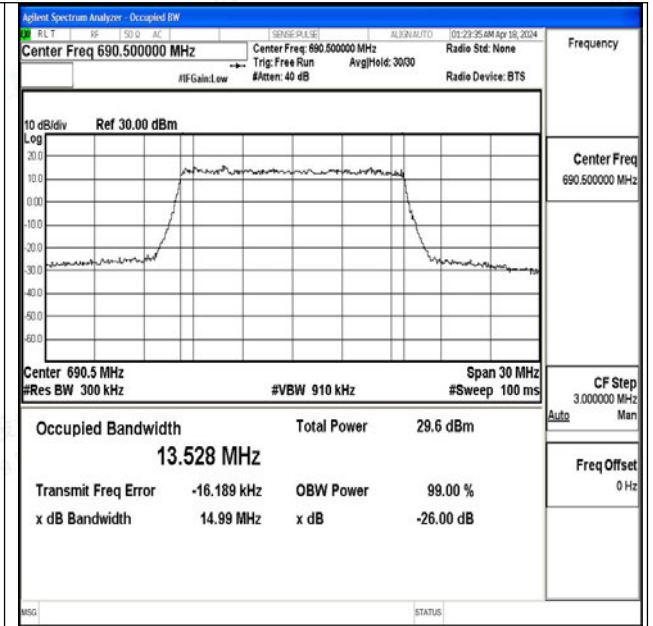 Agilent Spectrum Analyzer - Occupied BW
RLT RF 50 Ω AC SENSE:PULSE ALIGN AUTO 01:23:35 AM Apr 18, 2024
Center Freq 690.500000 MHz
Center Freq: 690.500000 MHz
Radio Std: None
Trig: Free Run Avg|Hold: 30/30
#IFGain:Low #Atten: 40 dB
Radio Device: BTS
Frequency
10 dB/div Ref 30.00 dBm
Log
20.0
10.0
0.00
-10.0
-20.0
-30.0
-40.0
-50.0
-60.0
Center 690.5 MHz Span 30 MHz
#Res BW 300 kHz #VBW 910 kHz #Sweep 100 ms
Occupied Bandwidth Total Power 29.6 dBm
13.528 MHz
Transmit Freq Error -16.189 kHz OBW Power 99.00 %
x dB Bandwidth 14.99 MHz x dB -26.00 dB
Center Freq
690.500000 MHz
CF Step
3.000000 MHz
Auto Man
Freq Offset
0 Hz
MSG STATUS